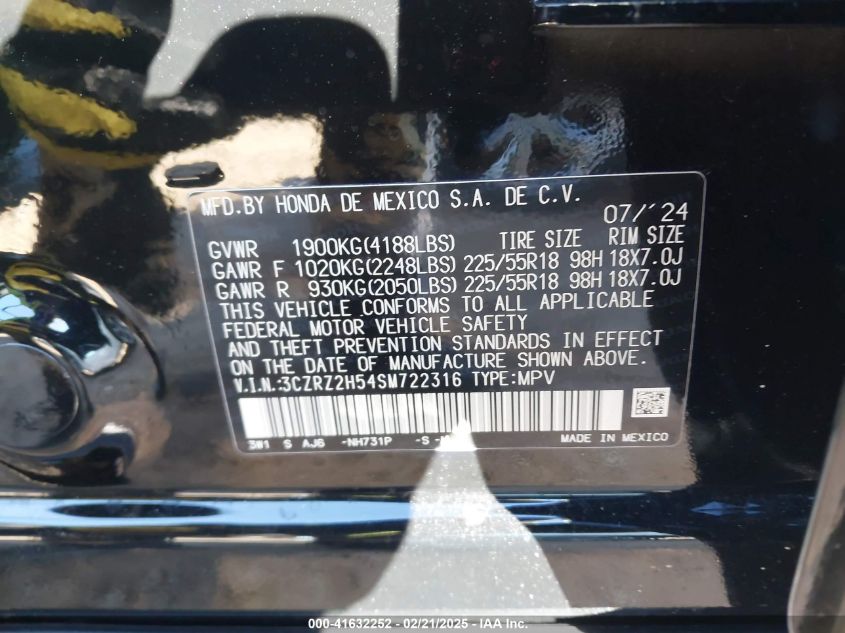 MFD.BY HONDA DE MEXICO S.A. DE C.V.
07/'24
GVWR 1900KG(4188LBS) TIRE SIZE RIM SIZE
GAWR F 1020KG(2248LBS) 225/55R18 98H 18X7.0J
GAWR R 930KG(2050LBS) 225/55R18 98H 18X7.0J
THIS VEHICLE CONFORMS TO ALL APPLICABLE
FEDERAL MOTOR VEHICLE SAFETY
AND THEFT PREVENTION STANDARDS IN EFFECT
ON THE DATE OF MANUFACTURE SHOWN ABOVE.
V.I.N.:3CZRZ2H54SM722316 TYPE:MPV
3W1 S AJ6 -NH731P -S
MADE IN MEXICO
000-41632252 - 02/21/2025 - IAA Inc.